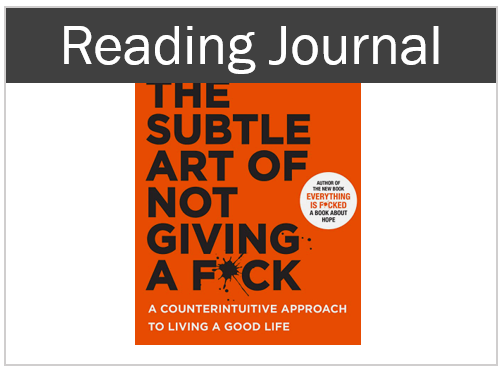 Reading Journal
THE
SUBTLE
ART OF
NOT
GIVING
A F*CK
AUTHOR OF
THE NEW BOOK
EVERYTHING
IS F*CKED
A BOOK ABOUT
HOPE
A COUNTERINTUITIVE APPROACH
TO LIVING A GOOD LIFE